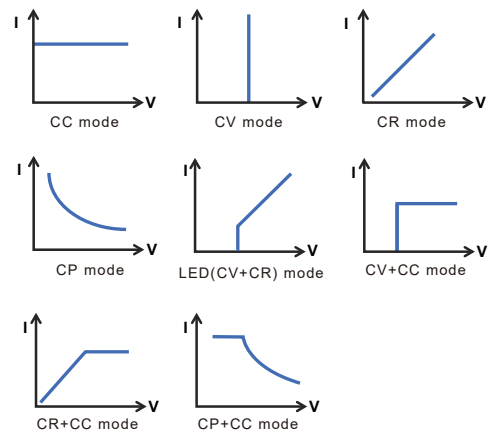 I V
CC mode
I V
CV mode
I V
CR mode
I V
CP mode
I V
LED(CV+CR) mode
I V
CV+CC mode
I V
CR+CC mode
I V
CP+CC mode